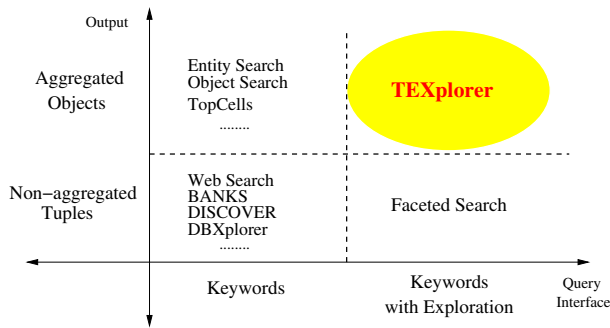 Output
Aggregated
Objects
Entity Search
Object Search
TopCells
........
TEXplorer
Non−aggregated
Tuples
Web Search
BANKS
DISCOVER
DBXplorer
........
Faceted Search
Keywords
Keywords
with Exploration
Query
Interface